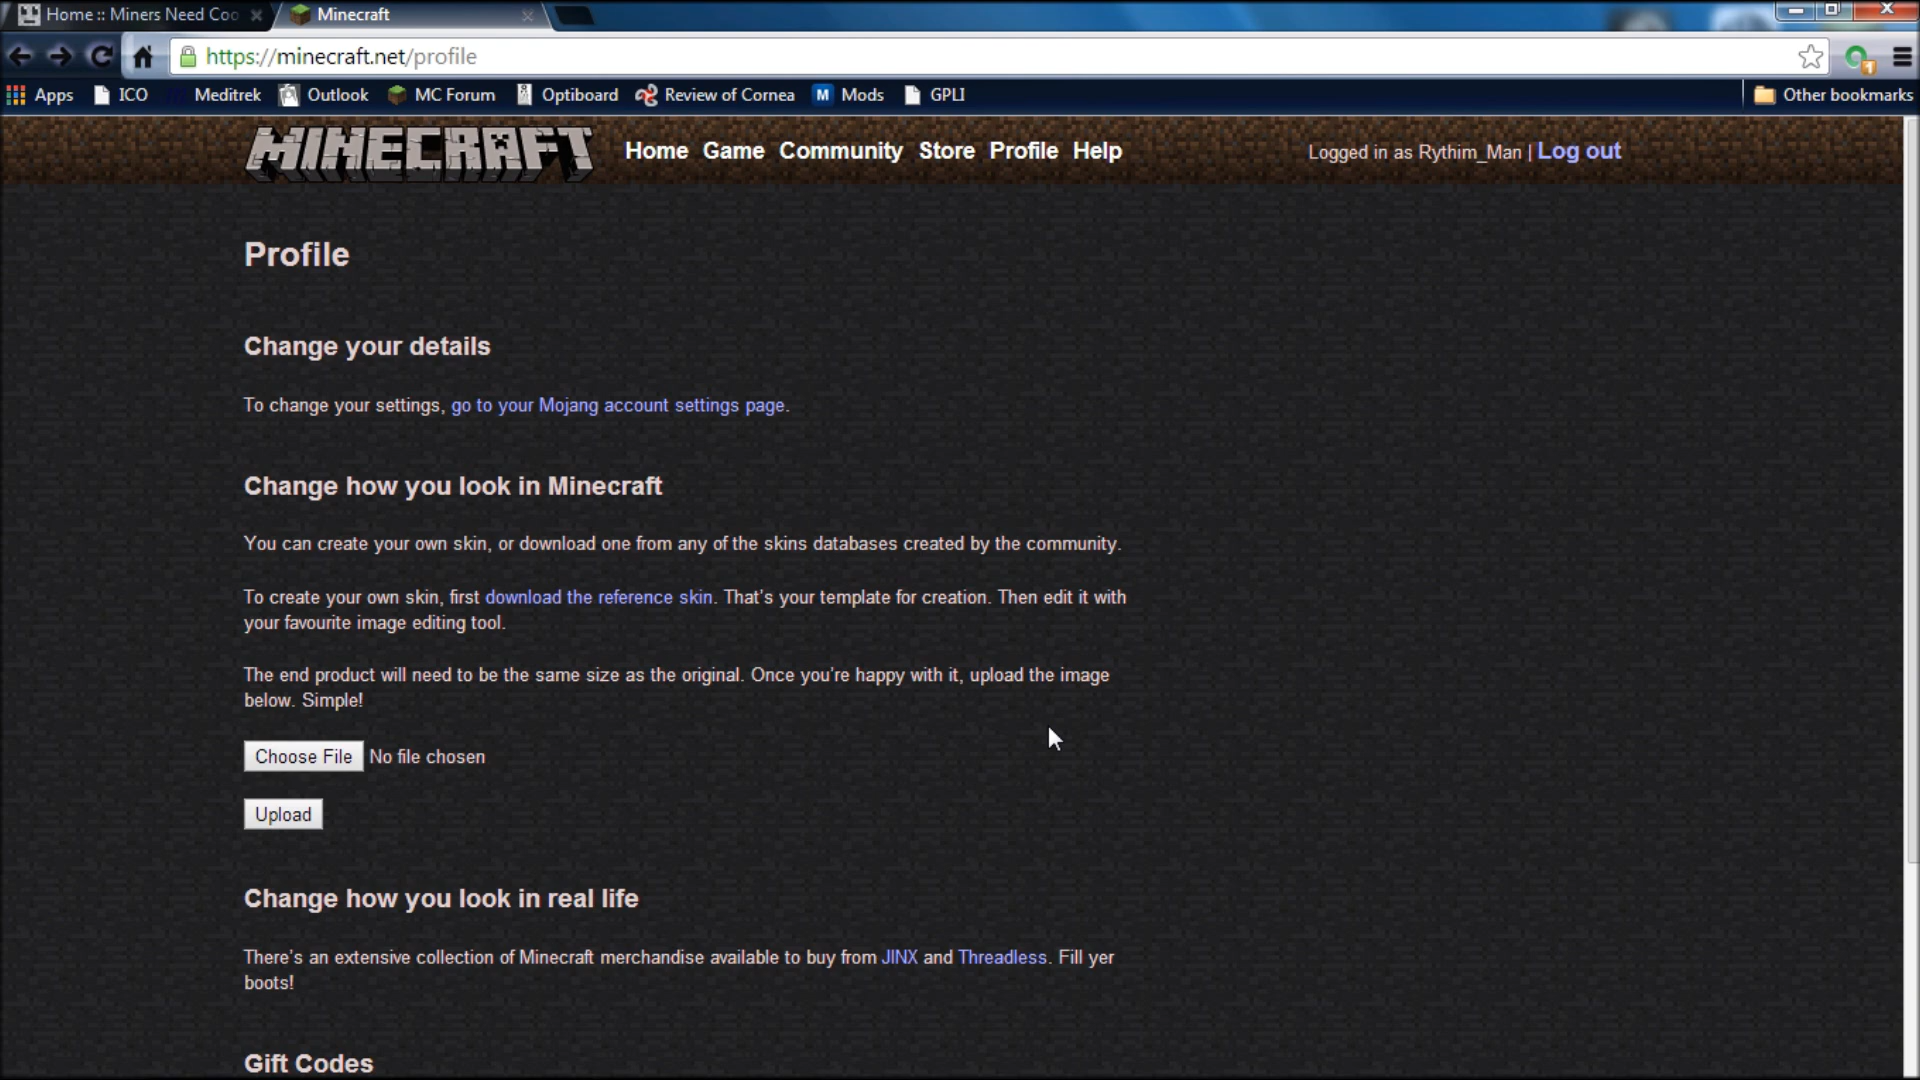 Home :: Miners Need Coo
Minecraft
https://minecraft.net/profile
Apps ICO Meditrek Outlook MC Forum Optiboard Review of Cornea M Mods GPLI Other bookmarks
MINECRAFT Home Game Community Store Profile Help Logged in as Rythim_Man | Log out
Profile
Change your details
To change your settings, go to your Mojang account settings page.
Change how you look in Minecraft
You can create your own skin, or download one from any of the skins databases created by the community.
To create your own skin, first download the reference skin. That's your template for creation. Then edit it with
your favourite image editing tool.
The end product will need to be the same size as the original. Once you're happy with it, upload the image
below. Simple!
Choose File No file chosen
Upload
Change how you look in real life
There's an extensive collection of Minecraft merchandise available to buy from JINX and Threadless. Fill yer
boots!
Gift Codes